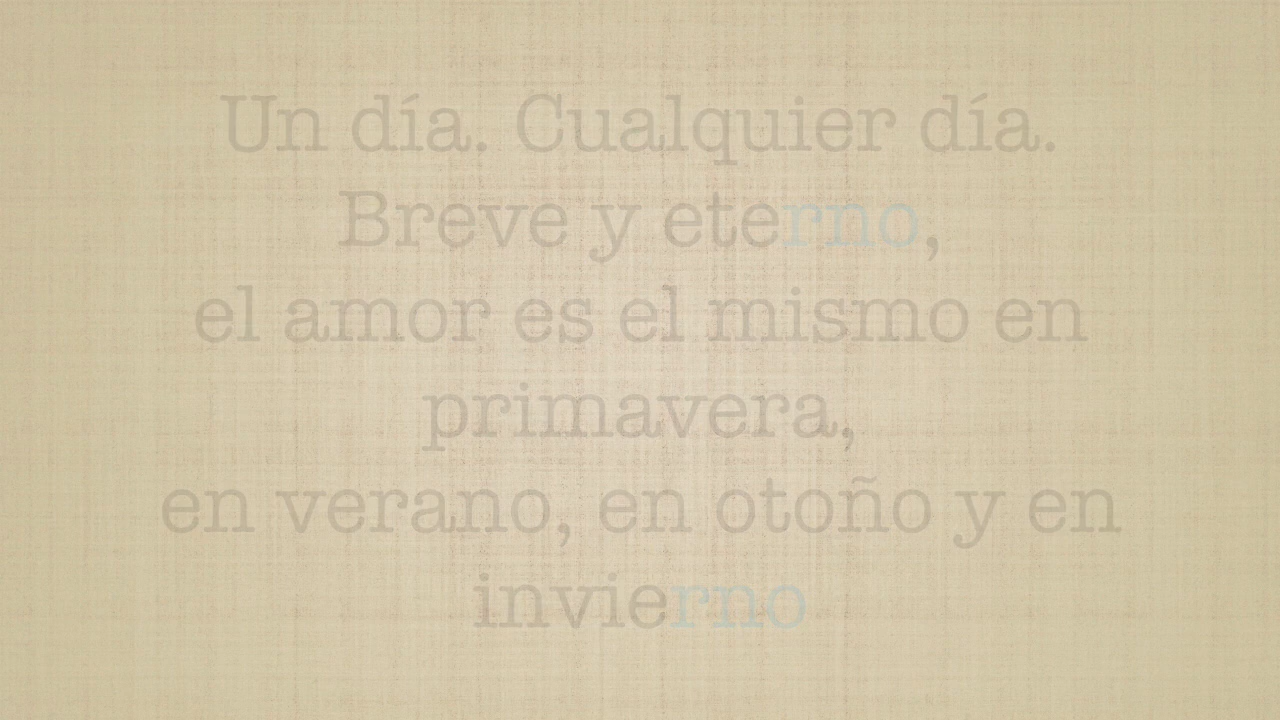 Un día. Cualquier día.
Breve y eterno,
el amor es el mismo en
primavera,
en verano, en otoño y en
invierno